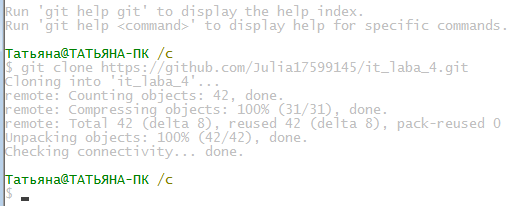 Run 'git help git' to display the help index.
Run 'git help <command>' to display help for specific commands.
Татьяна@ТАТЬЯНА-ПК /c
$ git clone https://github.com/Julia17599145/it_laba_4.git
Cloning into 'it_laba_4'...
remote: Counting objects: 42, done.
remote: Compressing objects: 100% (31/31), done.
remote: Total 42 (delta 8), reused 42 (delta 8), pack-reused 0
Unpacking objects: 100% (42/42), done.
Checking connectivity... done.
Татьяна@ТАТЬЯНА-ПК /c
$